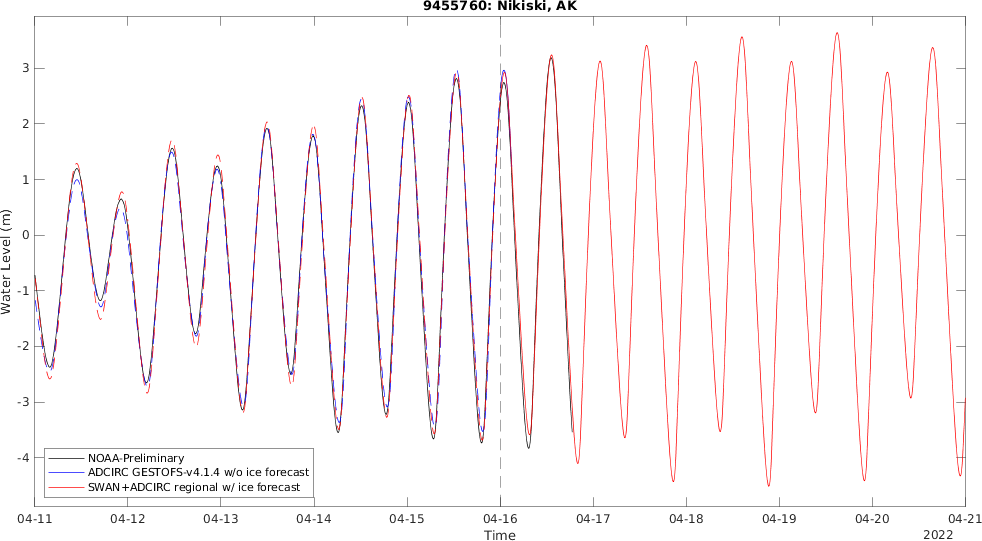 9455760: Nikiski, AK
Water Level (m)
3
2
1
0
-1
-2
-3
-4
NOAA-Preliminary
ADCIRC GESTOFS-v4.1.4 w/o ice forecast
SWAN+ADCIRC regional w/ ice forecast
04-11 04-12 04-13 04-14 04-15 04-16 04-17 04-18 04-19 04-20 04-21
Time
2022